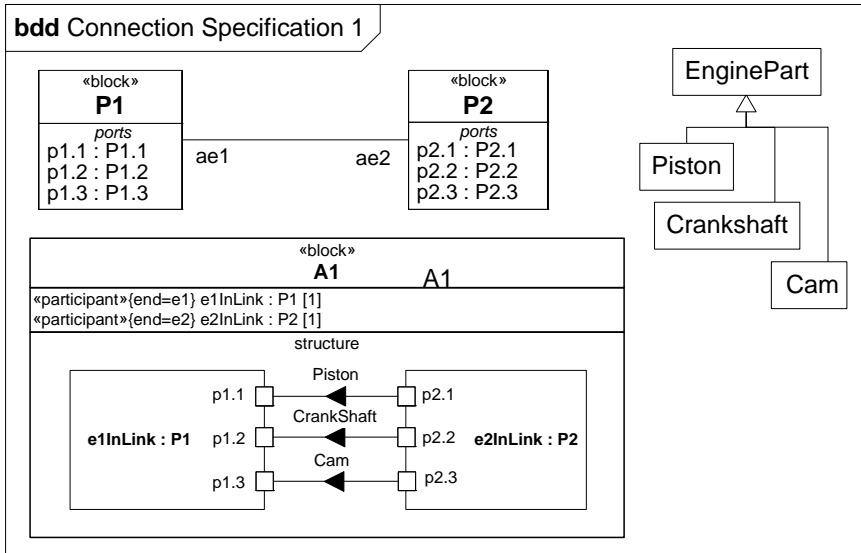 bdd Connection Specification 1
«block»
P1
ports
p1.1 : P1.1
p1.2 : P1.2
p1.3 : P1.3
ae1
ae2
«block»
P2
ports
p2.1 : P2.1
p2.2 : P2.2
p2.3 : P2.3
EnginePart
Piston
Crankshaft
Cam
«block»
A1
A1
«participant»{end=e1} e1InLink : P1 [1]
«participant»{end=e2} e2InLink : P2 [1]
structure
e1InLink : P1
p1.1
Piston
p2.1
p1.2
CrankShaft
p2.2
p1.3
Cam
p2.3
e2InLink : P2